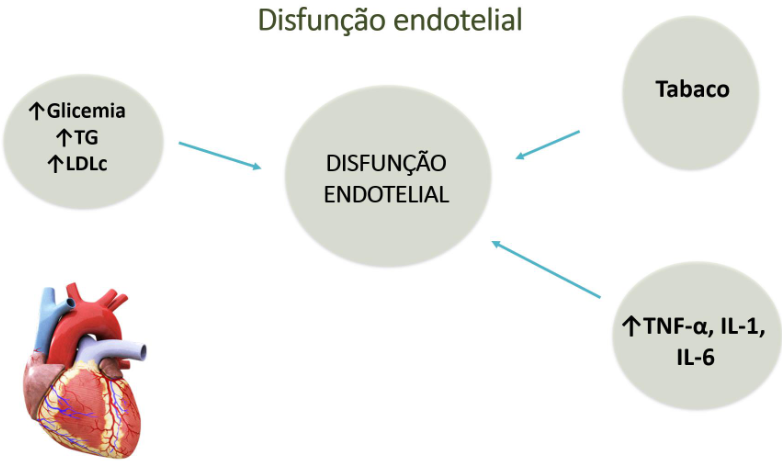 Disfunção endotelial
↑Glicemia
↑TG
↑LDLc
DISFUNÇÃO
ENDOTELIAL
Tabaco
↑TNF-α, IL-1,
IL-6